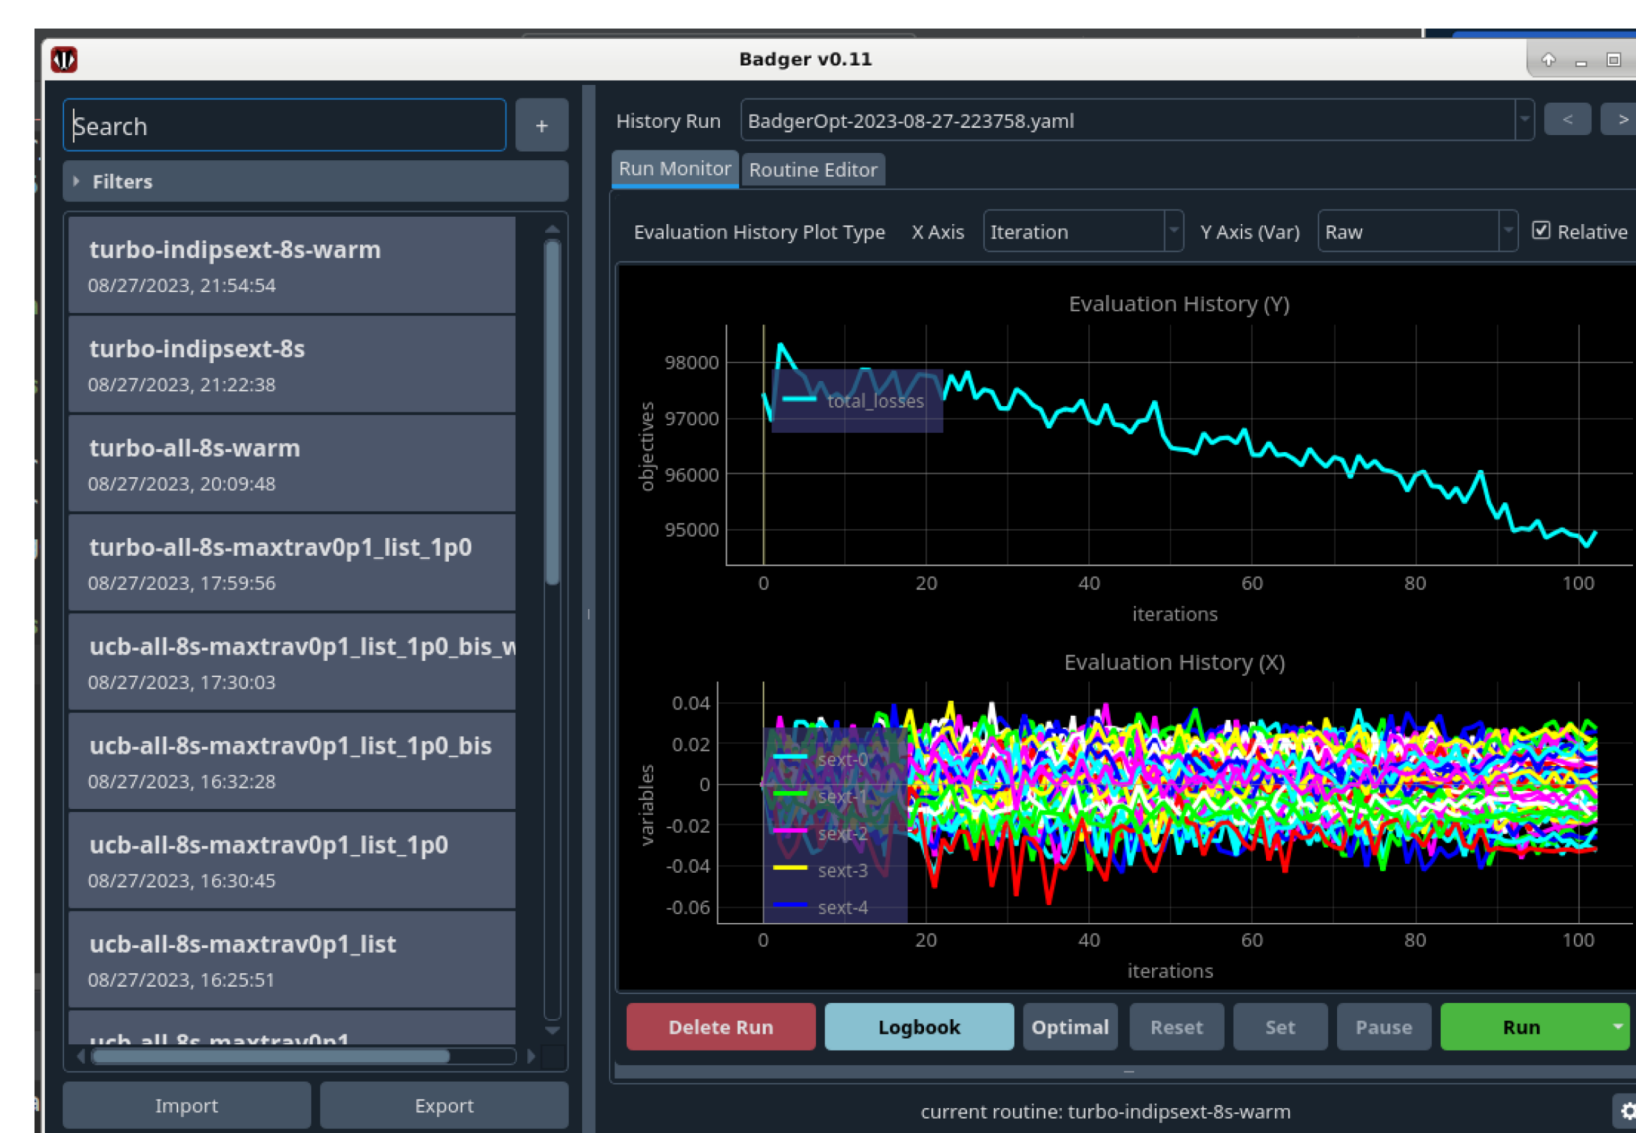 Badger v0.11
Search
+
Filters
turbo-indipsext-8s-warm
08/27/2023, 21:54:54
turbo-indipsext-8s
08/27/2023, 21:22:38
turbo-all-8s-warm
08/27/2023, 20:09:48
turbo-all-8s-maxtrav0p1_list_1p0
08/27/2023, 17:59:56
ucb-all-8s-maxtrav0p1_list_1p0_bis_w
08/27/2023, 17:30:03
ucb-all-8s-maxtrav0p1_list_1p0_bis
08/27/2023, 16:32:28
ucb-all-8s-maxtrav0p1_list_1p0
08/27/2023, 16:30:45
ucb-all-8s-maxtrav0p1_list
08/27/2023, 16:25:51
ucb-all-8s-maxtrav0p1
Import Export
History Run BadgerOpt-2023-08-27-223758.yaml < >
Run Monitor Routine Editor
Evaluation History Plot Type X Axis Iteration Y Axis (Var) Raw Relative
Evaluation History (Y)
objectives
98000
97000
96000
95000
total_losses
0 20 40 60 80 100
iterations
Evaluation History (X)
variables
0.04
0.02
0
-0.02
-0.04
-0.06
sext-0
sext-1
sext-2
sext-3
sext-4
0 20 40 60 80 100
iterations
Delete Run Logbook Optimal Reset Set Pause Run
current routine: turbo-indipsext-8s-warm